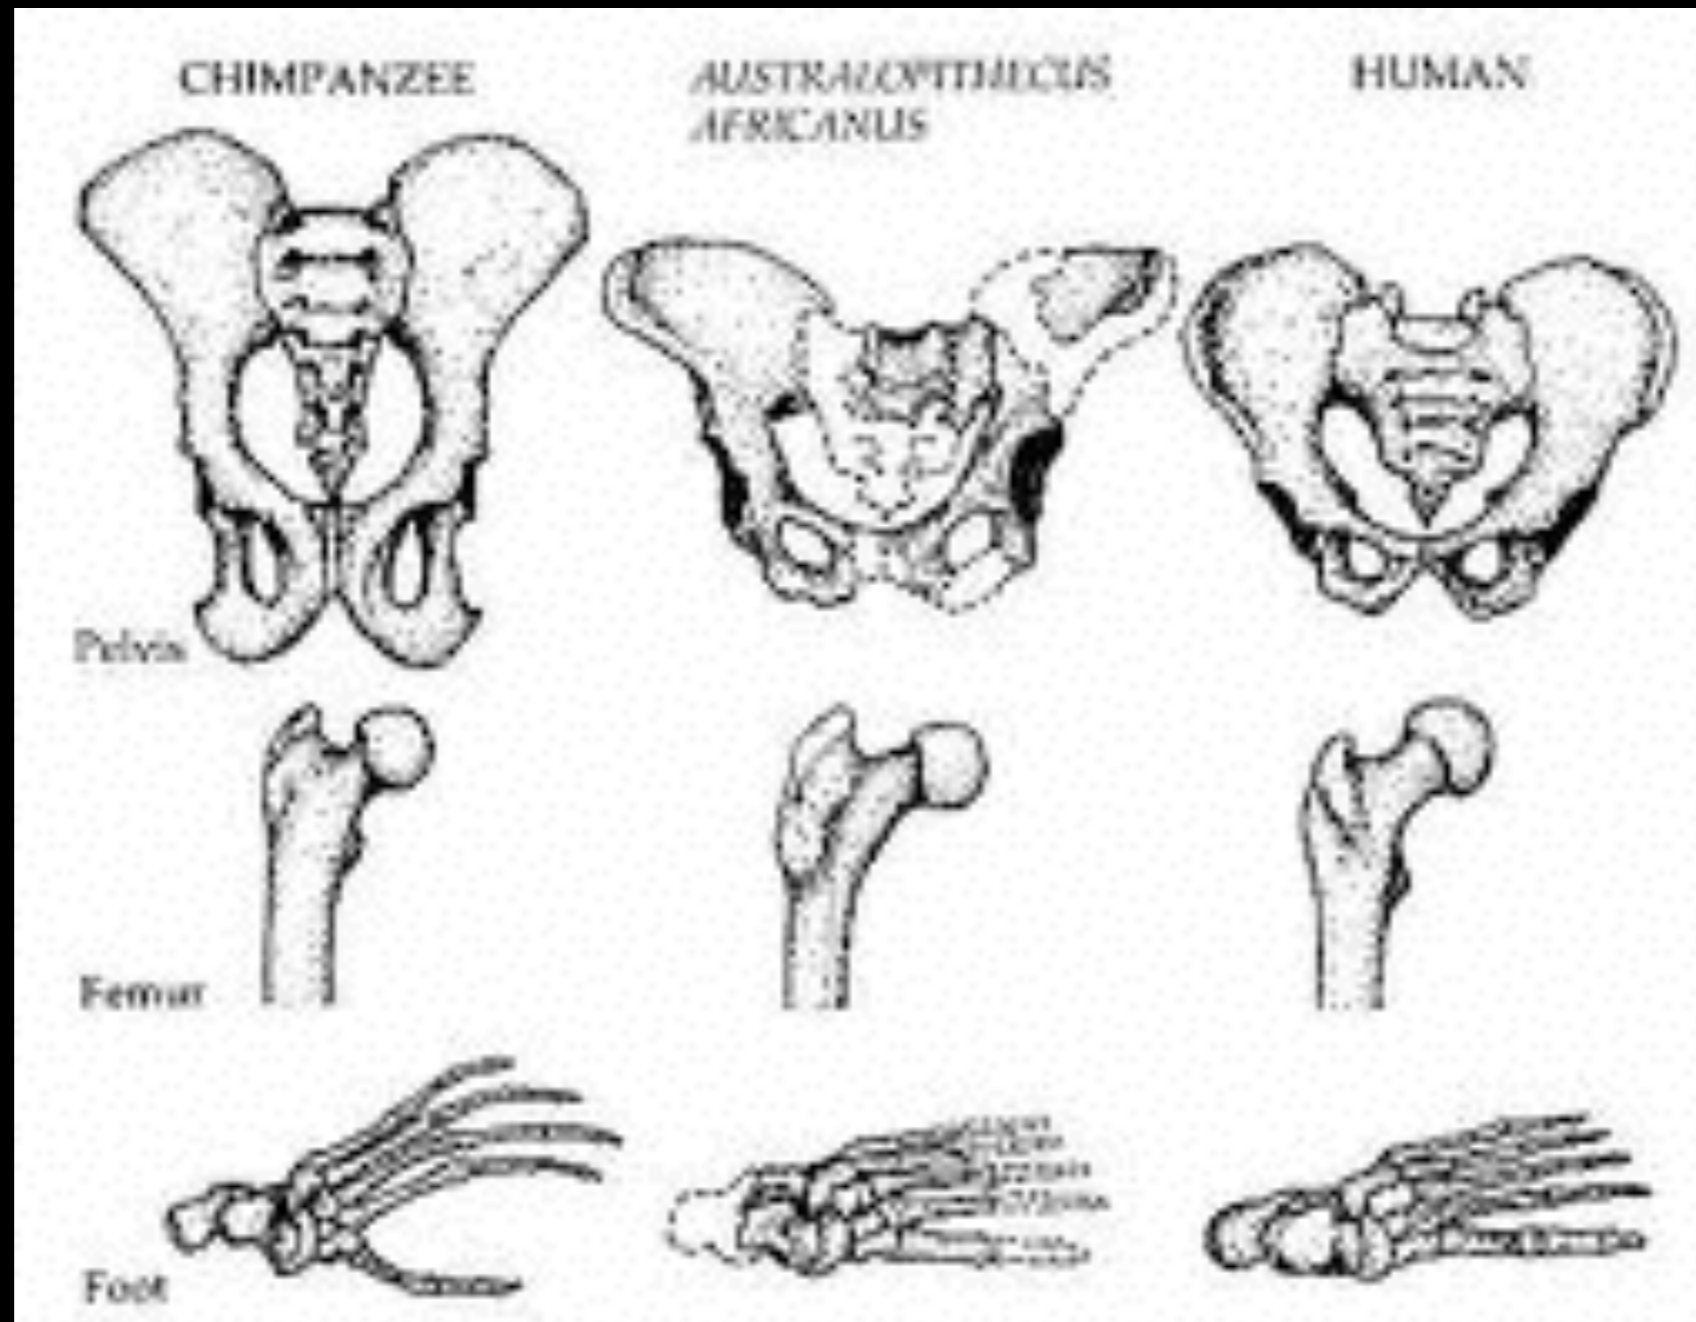 CHIMPANZEE
AUSTRALOPITHECUS
AFRICANUS
HUMAN
Pelvis
Femur
Foot